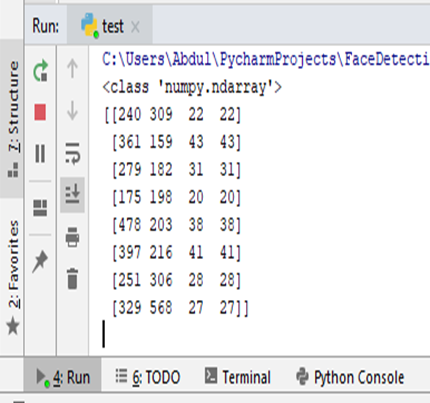 Run: test
C:\Users\Abdul\PycharmProjects\FaceDetecti
<class 'numpy.ndarray'>
[[240 309 22 22]
[361 159 43 43]
[279 182 31 31]
[175 198 20 20]
[478 203 38 38]
[397 216 41 41]
[251 306 28 28]
[329 568 27 27]]
7: Structure
2: Favorites
4: Run 6: TODO Terminal Python Console